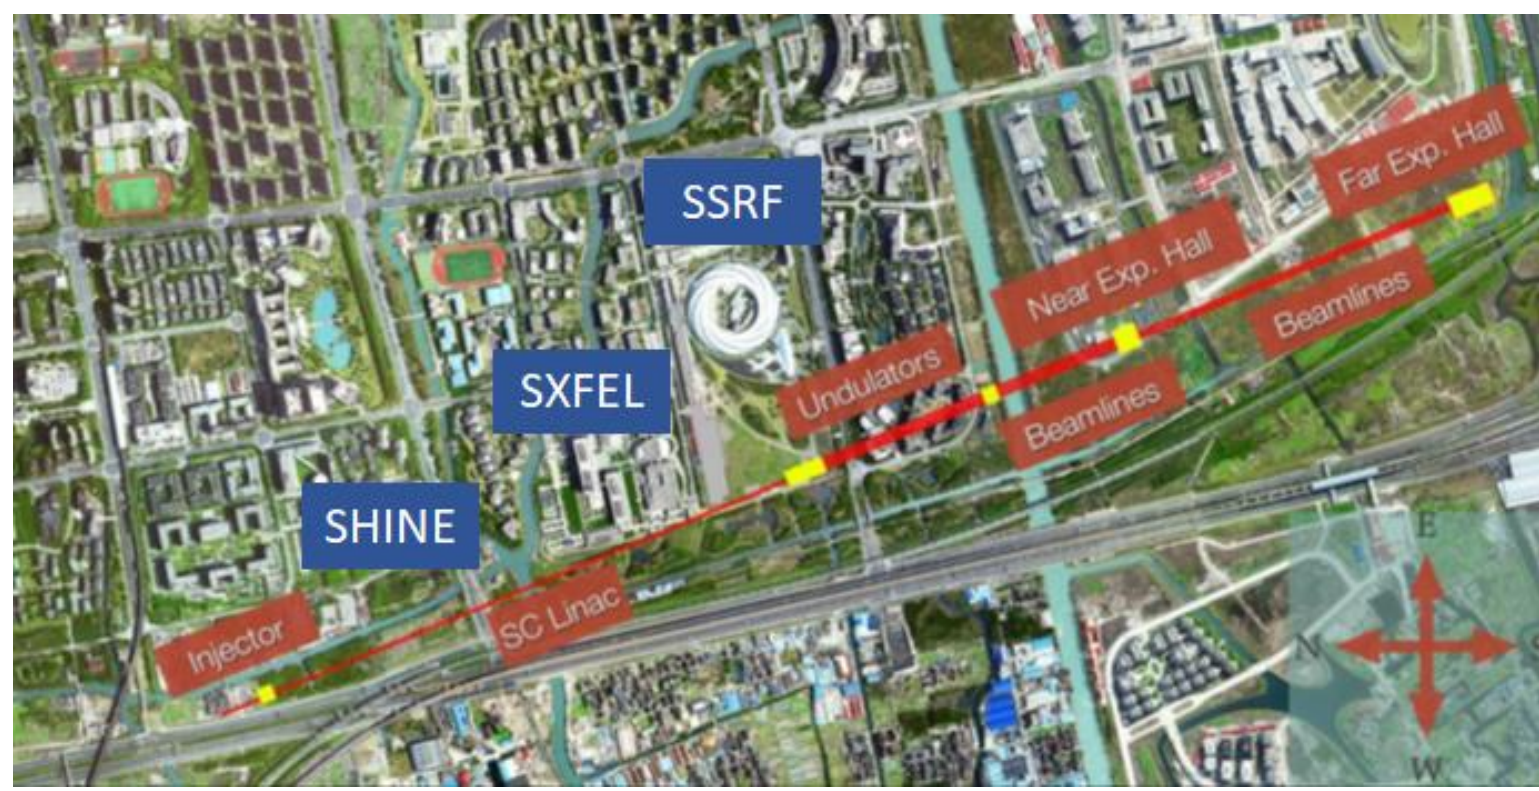 SSRF
Far Exp. Hall
Near Exp. Hall
Beamlines
SXFEL
Undulators
Beamlines
SHINE
SC Linac
Injector
E
N
W